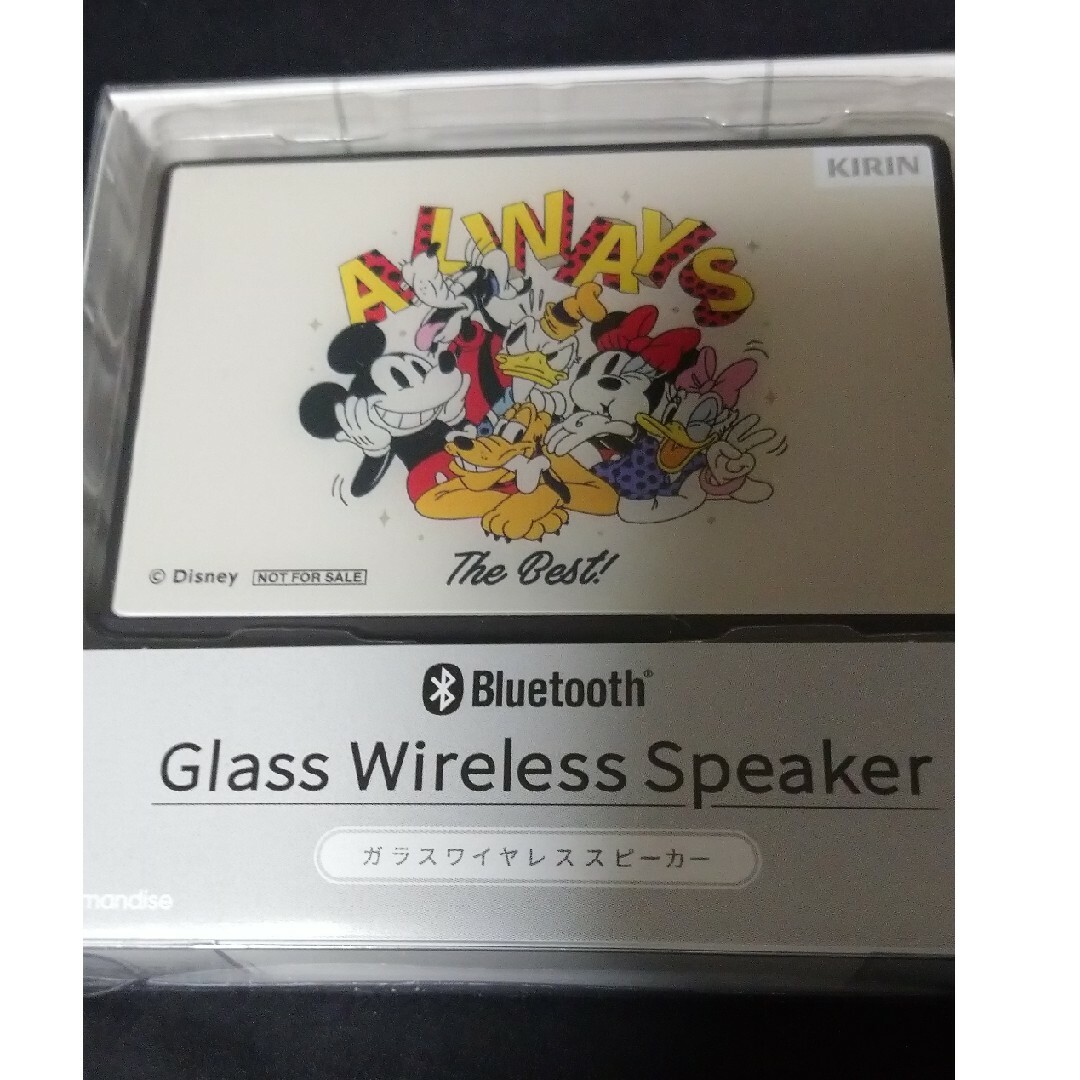 KIRIN
ALWAYS
The Best!
© Disney NOT FOR SALE
Bluetooth®
Glass Wireless Speaker
ガラスワイヤレススピーカー
mandise